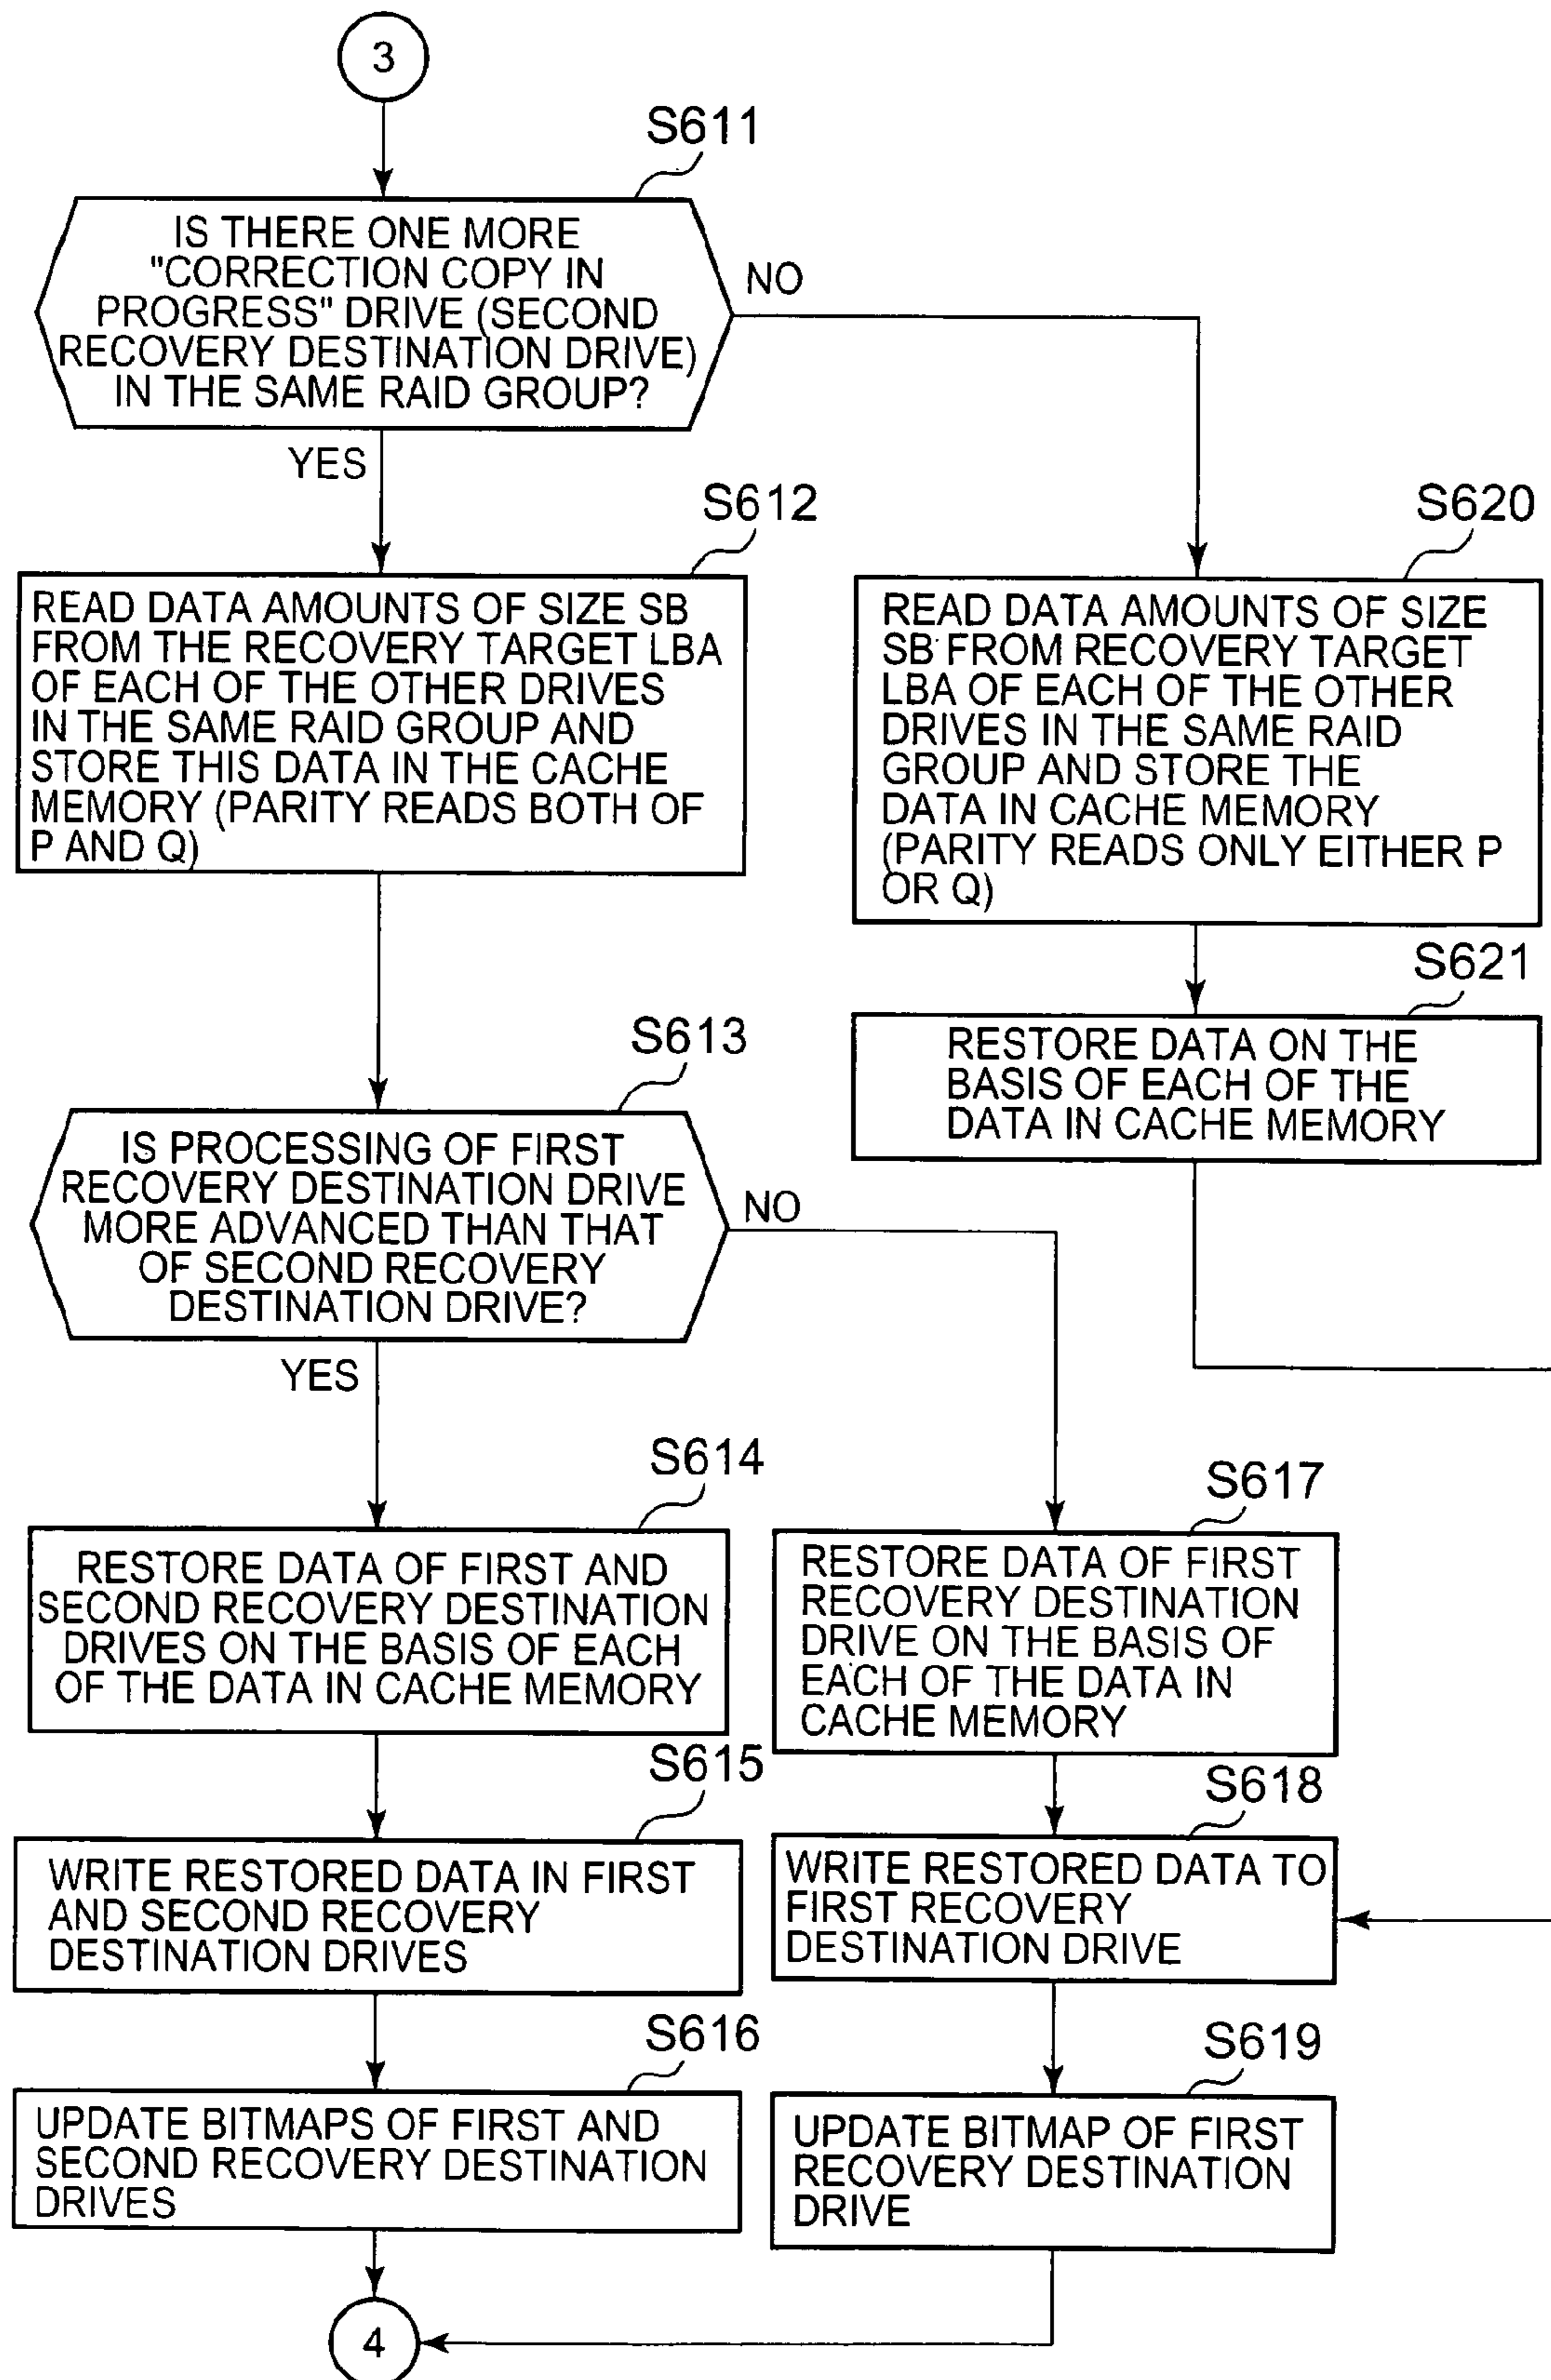 3
S611
IS THERE ONE MORE
"CORRECTION COPY IN
PROGRESS" DRIVE (SECOND
RECOVERY DESTINATION DRIVE)
IN THE SAME RAID GROUP?
NO
YES
S612
READ DATA AMOUNTS OF SIZE SB
FROM THE RECOVERY TARGET LBA
OF EACH OF THE OTHER DRIVES
IN THE SAME RAID GROUP AND
STORE THIS DATA IN THE CACHE
MEMORY (PARITY READS BOTH OF
P AND Q)
S620
READ DATA AMOUNTS OF SIZE
SB FROM RECOVERY TARGET
LBA OF EACH OF THE OTHER
DRIVES IN THE SAME RAID
GROUP AND STORE THE
DATA IN CACHE MEMORY
(PARITY READS ONLY EITHER P
OR Q)
S621
RESTORE DATA ON THE
BASIS OF EACH OF THE
DATA IN CACHE MEMORY
S613
IS PROCESSING OF FIRST
RECOVERY DESTINATION DRIVE
MORE ADVANCED THAN THAT
OF SECOND RECOVERY
DESTINATION DRIVE?
NO
YES
S614
RESTORE DATA OF FIRST AND
SECOND RECOVERY DESTINATION
DRIVES ON THE BASIS OF EACH
OF THE DATA IN CACHE MEMORY
S617
RESTORE DATA OF FIRST
RECOVERY DESTINATION
DRIVE ON THE BASIS OF
EACH OF THE DATA IN
CACHE MEMORY
S615
WRITE RESTORED DATA IN FIRST
AND SECOND RECOVERY
DESTINATION DRIVES
S618
WRITE RESTORED DATA TO
FIRST RECOVERY
DESTINATION DRIVE
S616
UPDATE BITMAPS OF FIRST AND
SECOND RECOVERY DESTINATION
DRIVES
S619
UPDATE BITMAP OF FIRST
RECOVERY DESTINATION
DRIVE
4